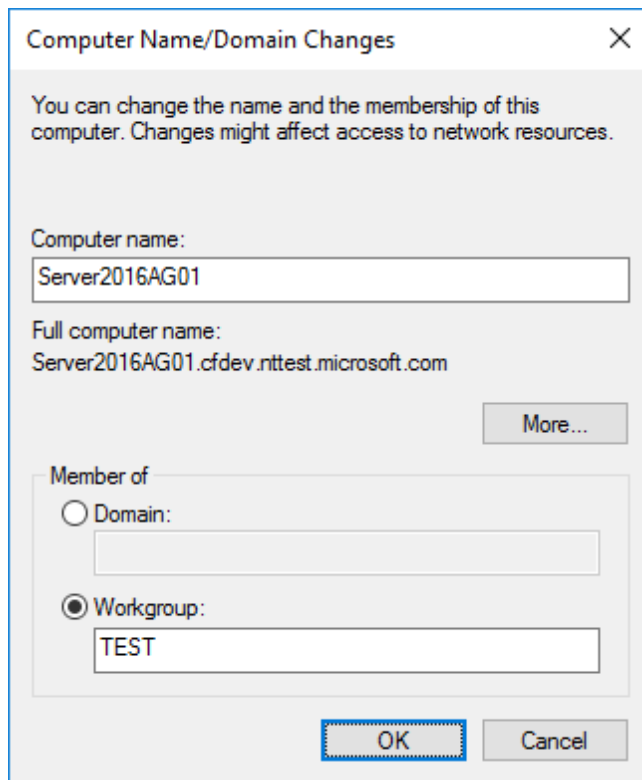 Computer Name/Domain Changes
You can change the name and the membership of this
computer. Changes might affect access to network resources.
Computer name:
Server2016AG01
Full computer name:
Server2016AG01.cfdev.nttest.microsoft.com
More...
Member of
Domain:
Workgroup:
TEST
OK
Cancel